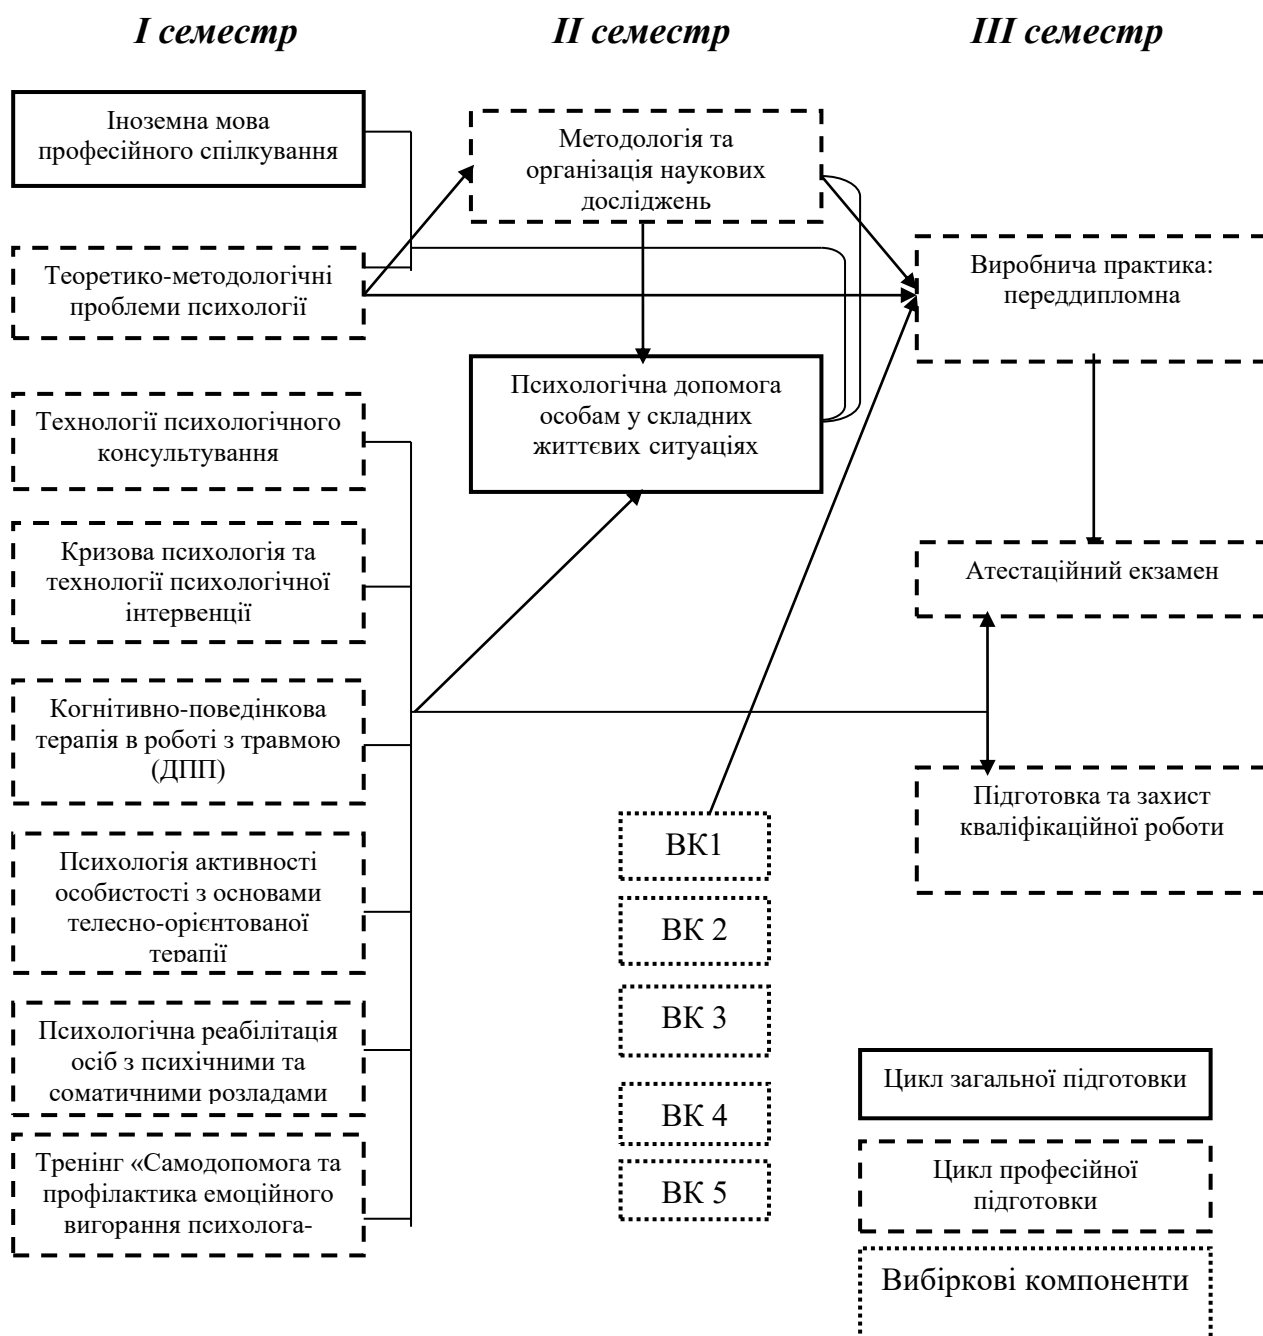 I семестр
II семестр
III семестр
Іноземна мова
професійного спілкування
Теоретико-методологічні
проблеми психології
Технології психологічного
консультування
Кризова психологія та
технології психологічної
інтервенції
Когнітивно-поведінкова
терапія в роботі з травмою
(ДПП)
Психологія активності
особистості з основами
телесно-орієнтованої
терапії
Психологічна реабілітація
осіб з психічними та
соматичними розладами
Тренінг «Самодопомога та
профілактика емоційного
вигорання психолога-
Методологія та
організація наукових
досліджень
Психологічна допомога
особам у складних
життєвих ситуаціях
ВК1
ВК 2
ВК 3
ВК 4
ВК 5
Виробнича практика:
переддипломна
Атестаційний екзамен
Підготовка та захист
кваліфікаційної роботи
Цикл загальної підготовки
Цикл професійної
підготовки
Вибіркові компоненти